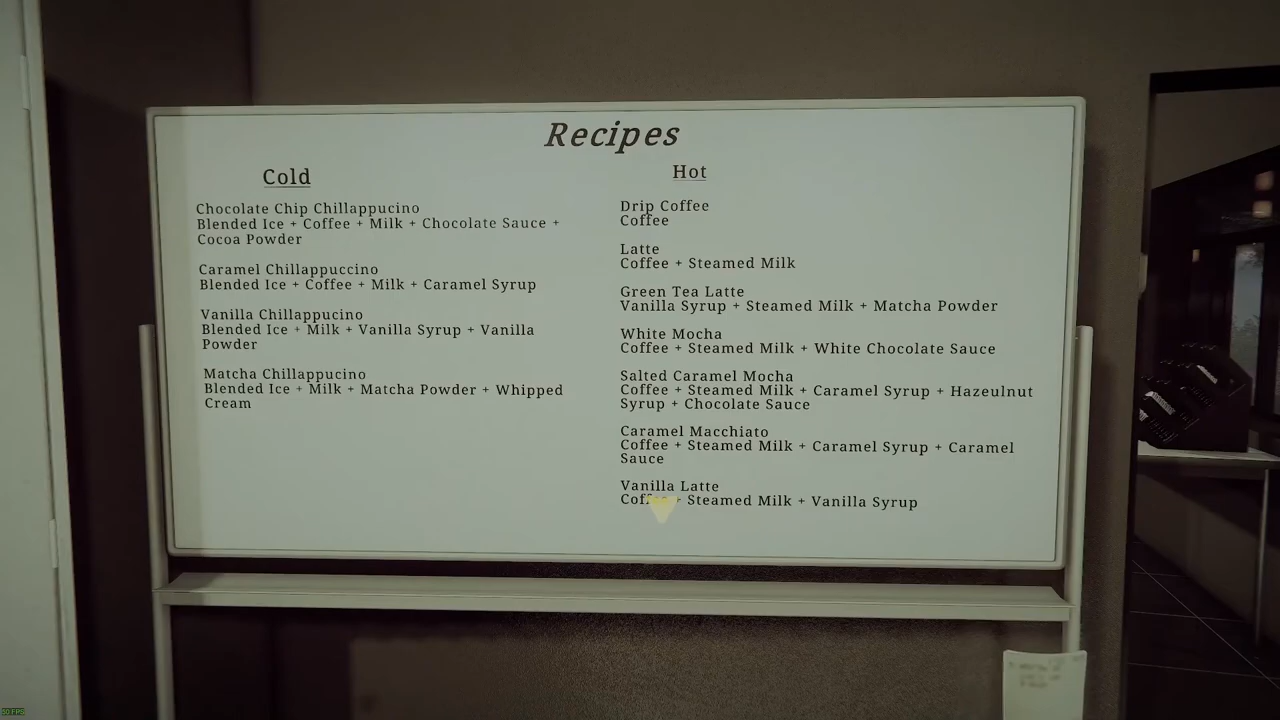 Recipes
Cold
Chocolate Chip Chillappucino
Blended Ice + Coffee + Milk + Chocolate Sauce +
Cocoa Powder
Caramel Chillappuccino
Blended Ice + Coffee + Milk + Caramel Syrup
Vanilla Chillappucino
Blended Ice + Milk + Vanilla Syrup + Vanilla
Powder
Matcha Chillappucino
Blended Ice + Milk + Matcha Powder + Whipped
Cream
Hot
Drip Coffee
Coffee
Latte
Coffee + Steamed Milk
Green Tea Latte
Vanilla Syrup + Steamed Milk + Matcha Powder
White Mocha
Coffee + Steamed Milk + White Chocolate Sauce
Salted Caramel Mocha
Coffee + Steamed Milk + Caramel Syrup + Hazeulnut
Syrup + Chocolate Sauce
Caramel Macchiato
Coffee + Steamed Milk + Caramel Syrup + Caramel
Sauce
Vanilla Latte
Coffee + Steamed Milk + Vanilla Syrup